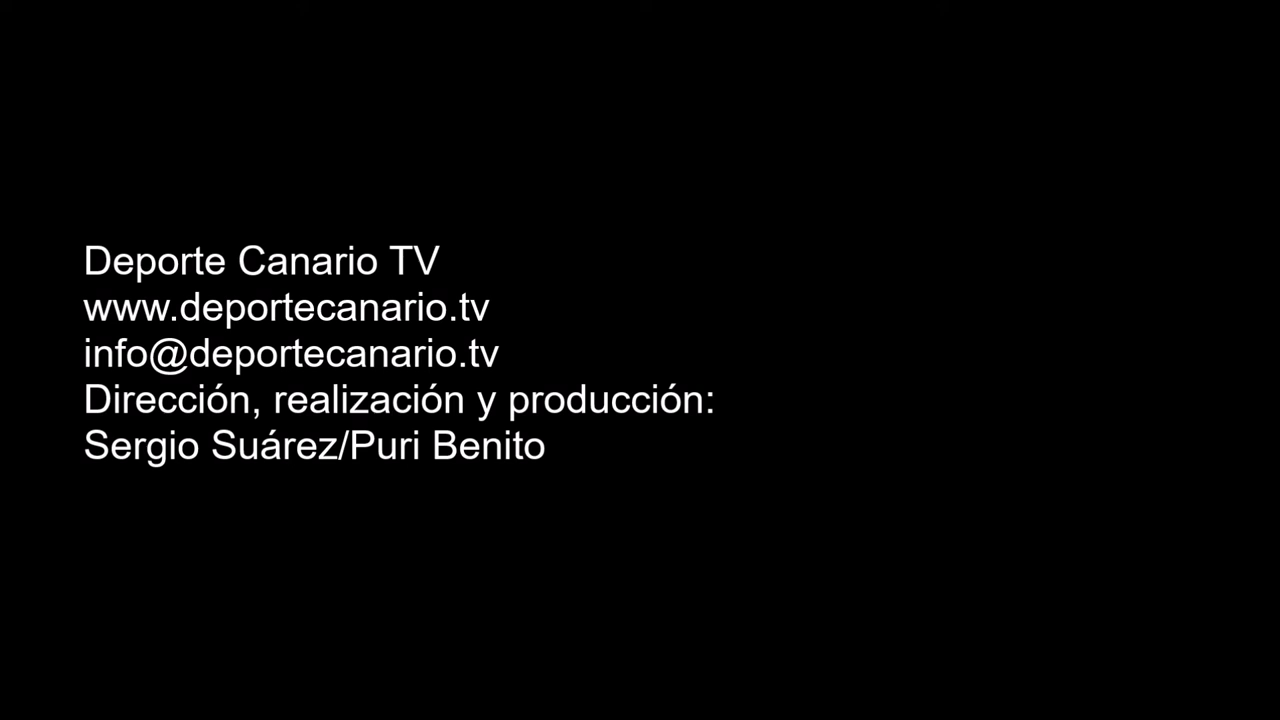 Deporte Canario TV
www.deportecanario.tv
info@deportecanario.tv
Dirección, realización y producción:
Sergio Suárez/Puri Benito